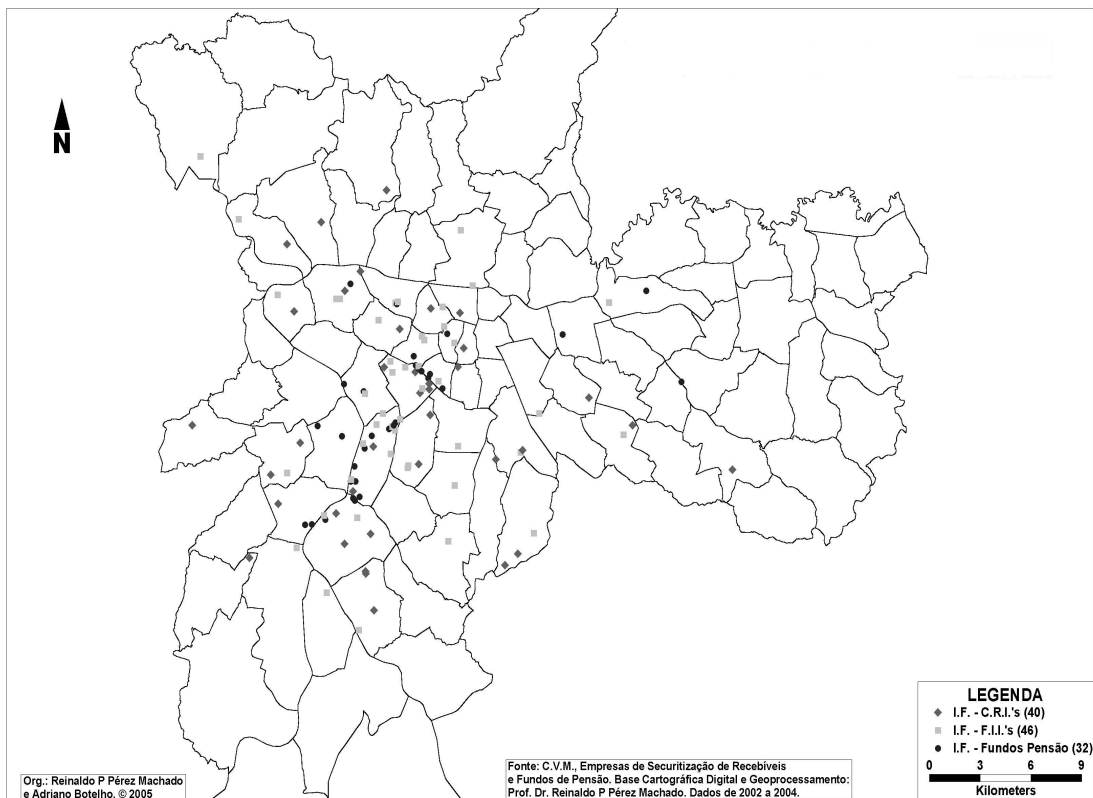 N
LEGENDA
I.F. - C.R.I.'s (40)
I.F. - F.I.I.'s (46)
I.F. - Fundos Pensão (32)
0 3 6 9
Kilometers
Org.: Reinaldo P Pérez Machado
e Adriano Botelho. © 2005
Fonte: C.V.M., Empresas de Securitização de Recebíveis
e Fundos de Pensão. Base Cartográfica Digital e Geoprocessamento:
Prof. Dr. Reinaldo P Pérez Machado. Dados de 2002 a 2004.